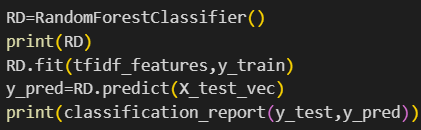 RD=RandomForestClassifier()
print(RD)
RD.fit(tfidf_features,y_train)
y_pred=RD.predict(X_test_vec)
print(classification_report(y_test,y_pred))